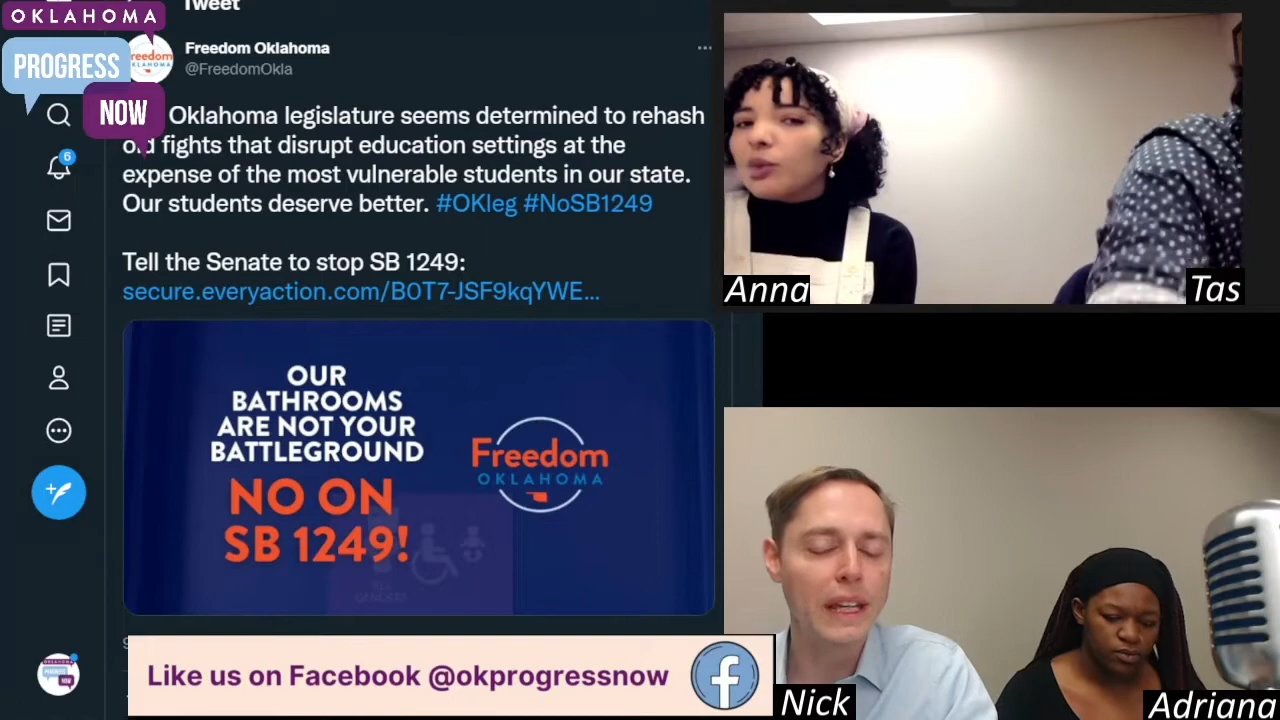 Tweet
OKLAHOMA
PROGRESS
NOW
Freedom Oklahoma
@FreedomOkla
Oklahoma legislature seems determined to rehash
old fights that disrupt education settings at the
expense of the most vulnerable students in our state.
Our students deserve better. #OKleg #NoSB1249
Tell the Senate to stop SB 1249:
secure.everyaction.com/B0T7-JSF9kqYWE...
6
OUR
BATHROOMS
ARE NOT YOUR
BATTLEGROUND
NO ON
SB 1249!
Freedom
OKLAHOMA
Like us on Facebook @okprogressnow
Anna
Tas
Nick
Adriana